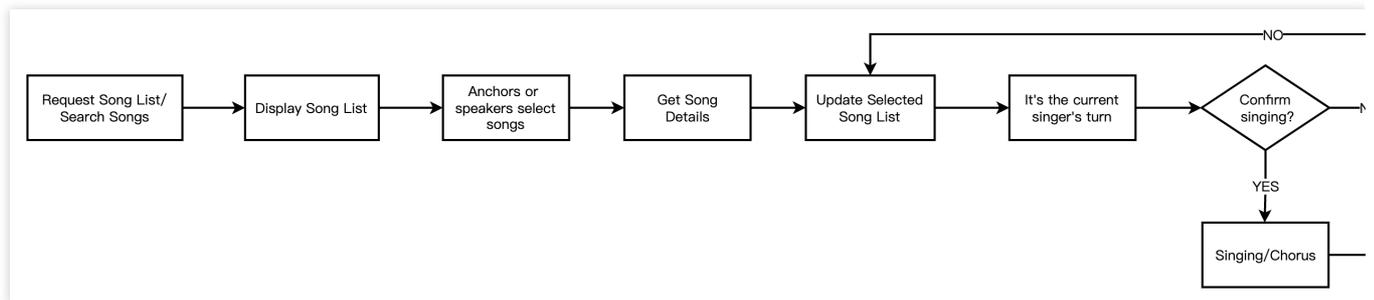 NO
Request Song List/
Search Songs
Display Song List
Anchors or
speakers select
songs
Get Song
Details
Update Selected
Song List
It's the current
singer's turn
Confirm
singing?
YES
Singing/Chorus